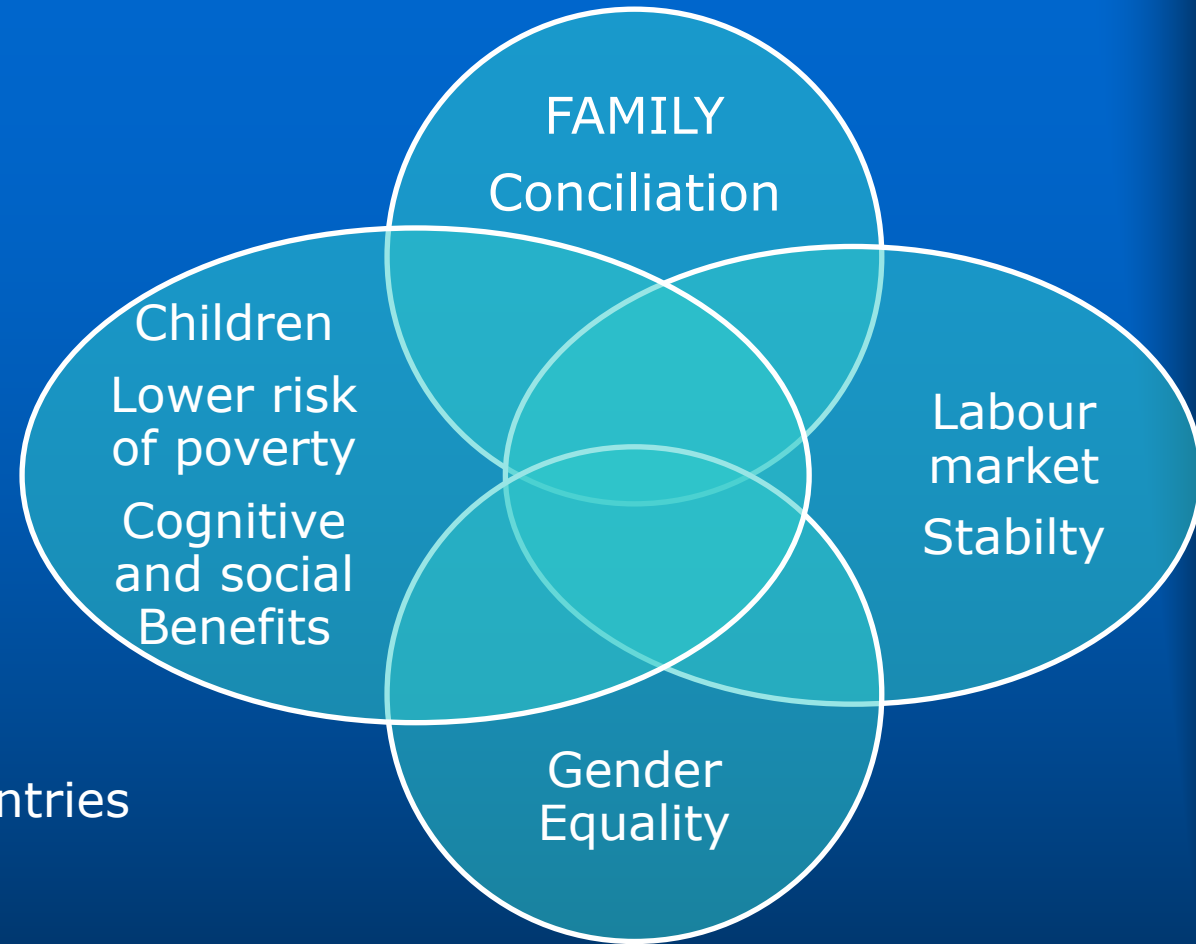 FAMILY
Conciliation
Children
Lower risk
of poverty
Cognitive
and social
Benefits
Labour
market
Stabilty
Gender
Equality
ntries